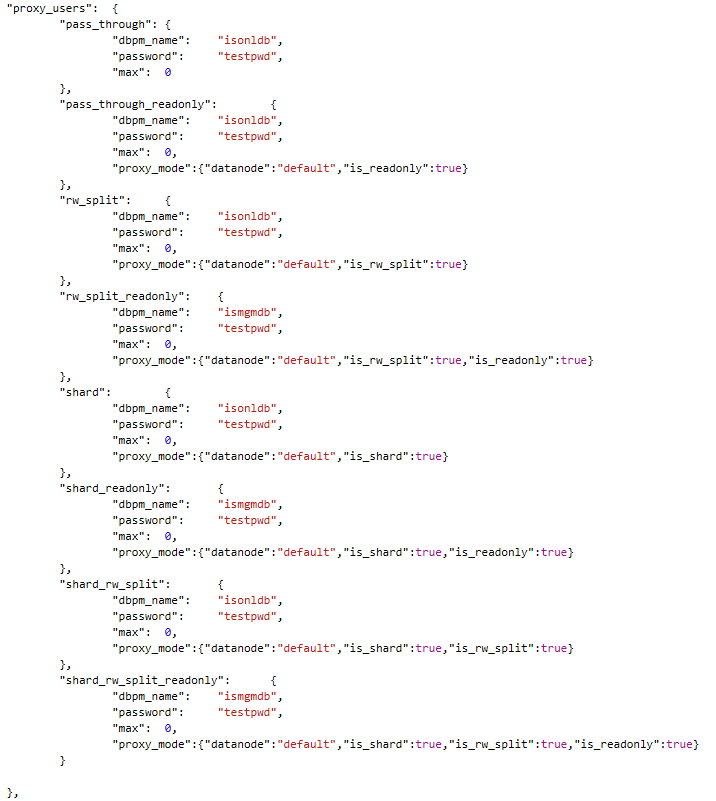 "proxy_users":  {
        "pass_through": {
                "dbpm_name":    "isonldb",
                "password":     "testpwd",
                "max":  0
        },
        "pass_through_readonly":        {
                "dbpm_name":    "isonldb",
                "password":     "testpwd",
                "max":  0,
                "proxy_mode":{"datanode":"default","is_readonly":true}
        },
        "rw_split":     {
                "dbpm_name":    "isonldb",
                "password":     "testpwd",
                "max":  0,
                "proxy_mode":{"datanode":"default","is_rw_split":true}
        },
        "rw_split_readonly":    {
                "dbpm_name":    "ismgmdb",
                "password":     "testpwd",
                "max":  0,
                "proxy_mode":{"datanode":"default","is_rw_split":true,"is_readonly":true}
        },
        "shard":        {
                "dbpm_name":    "isonldb",
                "password":     "testpwd",
                "max":  0,
                "proxy_mode":{"datanode":"default","is_shard":true}
        },
        "shard_readonly":       {
                "dbpm_name":    "ismgmdb",
                "password":     "testpwd",
                "max":  0,
                "proxy_mode":{"datanode":"default","is_shard":true,"is_readonly":true}
        },
        "shard_rw_split":       {
                "dbpm_name":    "isonldb",
                "password":     "testpwd",
                "max":  0,
                "proxy_mode":{"datanode":"default","is_shard":true,"is_rw_split":true}
        },
        "shard_rw_split_readonly":      {
                "dbpm_name":    "ismgmdb",
                "password":     "testpwd",
                "max":  0,
                "proxy_mode":{"datanode":"default","is_shard":true,"is_rw_split":true,"is_readonly":true}
        }

},